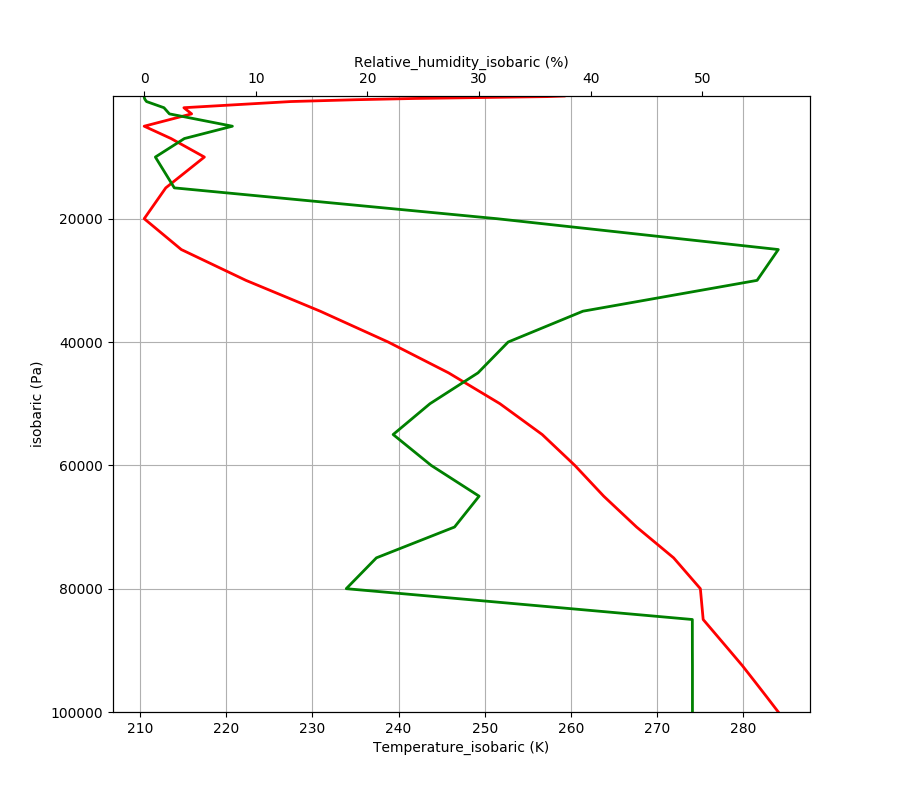 Relative_humidity_isobaric (%)
0 10 20 30 40 50
20000
40000
isobaric (Pa)
60000
80000
100000
210 220 230 240 250 260 270 280
Temperature_isobaric (K)